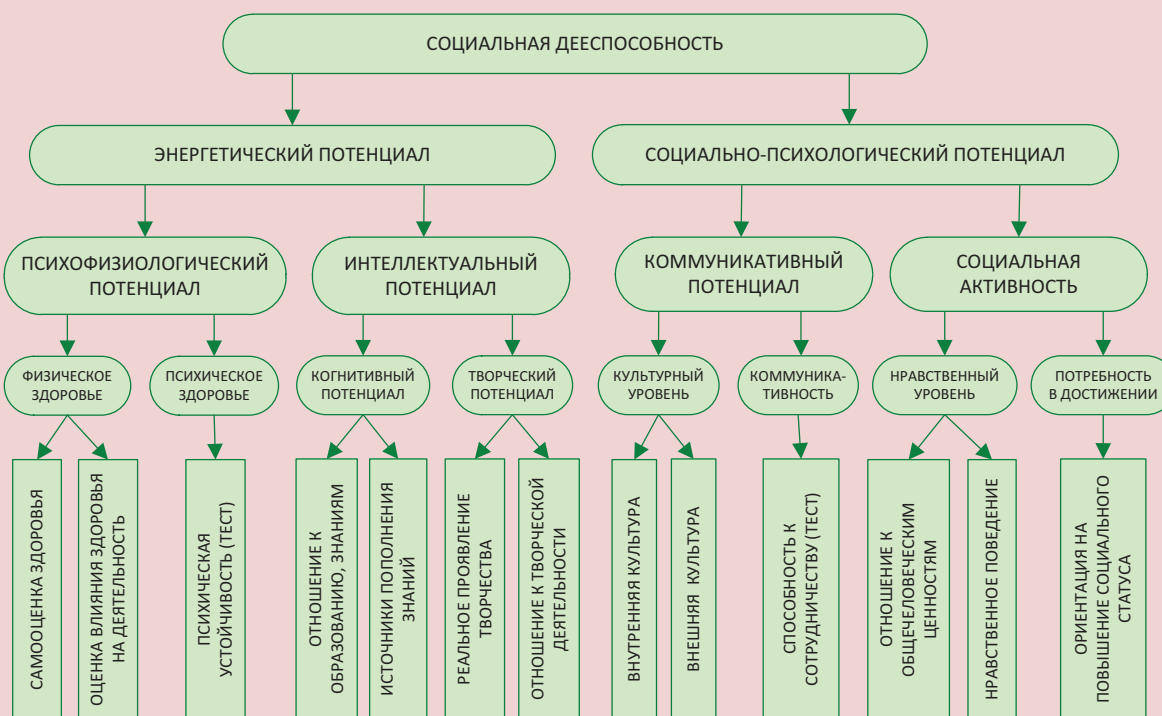 СОЦИАЛЬНАЯ ДЕЕСПОСОБНОСТЬ
ЭНЕРГЕТИЧЕСКИЙ ПОТЕНЦИАЛ
СОЦИАЛЬНО-ПСИХОЛОГИЧЕСКИЙ ПОТЕНЦИАЛ
ПСИХОФИЗИОЛОГИЧЕСКИЙ
ПОТЕНЦИАЛ
ИНТЕЛЛЕКТУАЛЬНЫЙ
ПОТЕНЦИАЛ
КОММУНИКАТИВНЫЙ
ПОТЕНЦИАЛ
СОЦИАЛЬНАЯ
АКТИВНОСТЬ
ФИЗИЧЕСКОЕ
ЗДОРОВЬЕ
ПСИХИЧЕСКОЕ
ЗДОРОВЬЕ
КОГНИТИВНЫЙ
ПОТЕНЦИАЛ
ТВОРЧЕСКИЙ
ПОТЕНЦИАЛ
КУЛЬТУРНЫЙ
УРОВЕНЬ
КОММУНИКА-
ТИВНОСТЬ
НРАВСТВЕННЫЙ
УРОВЕНЬ
ПОТРЕБНОСТЬ
В ДОСТИЖЕНИИ
САМООЦЕНКА ЗДОРОВЬЯ
ОЦЕНКА ВЛИЯНИЯ ЗДОРОВЬЯ
НА ДЕЯТЕЛЬНОСТЬ
ПСИХИЧЕСКАЯ
УСТОЙЧИВОСТЬ (ТЕСТ)
ОТНОШЕНИЕ К
ОБРАЗОВАНИЮ, ЗНАНИЯМ
ИСТОЧНИКИ ПОПОЛНЕНИЯ
ЗНАНИЙ
РЕАЛЬНОЕ ПРОЯВЛЕНИЕ
ТВОРЧЕСТВА
ОТНОШЕНИЕ К ТВОРЧЕСКОЙ
ДЕЯТЕЛЬНОСТИ
ВНУТРЕННЯЯ КУЛЬТУРА
ВНЕШНЯЯ КУЛЬТУРА
СПОСОБНОСТЬ К
СОТРУДНИЧЕСТВУ (ТЕСТ)
ОТНОШЕНИЕ К
ОБЩЕЧЕЛОВЕЧЕСКИМ
ЦЕННОСТЯМ
НРАВСТВЕННОЕ ПОВЕДЕНИЕ
ОРИЕНТАЦИЯ НА
ПОВЫШЕНИЕ СОЦИАЛЬНОГО
СТАТУСА